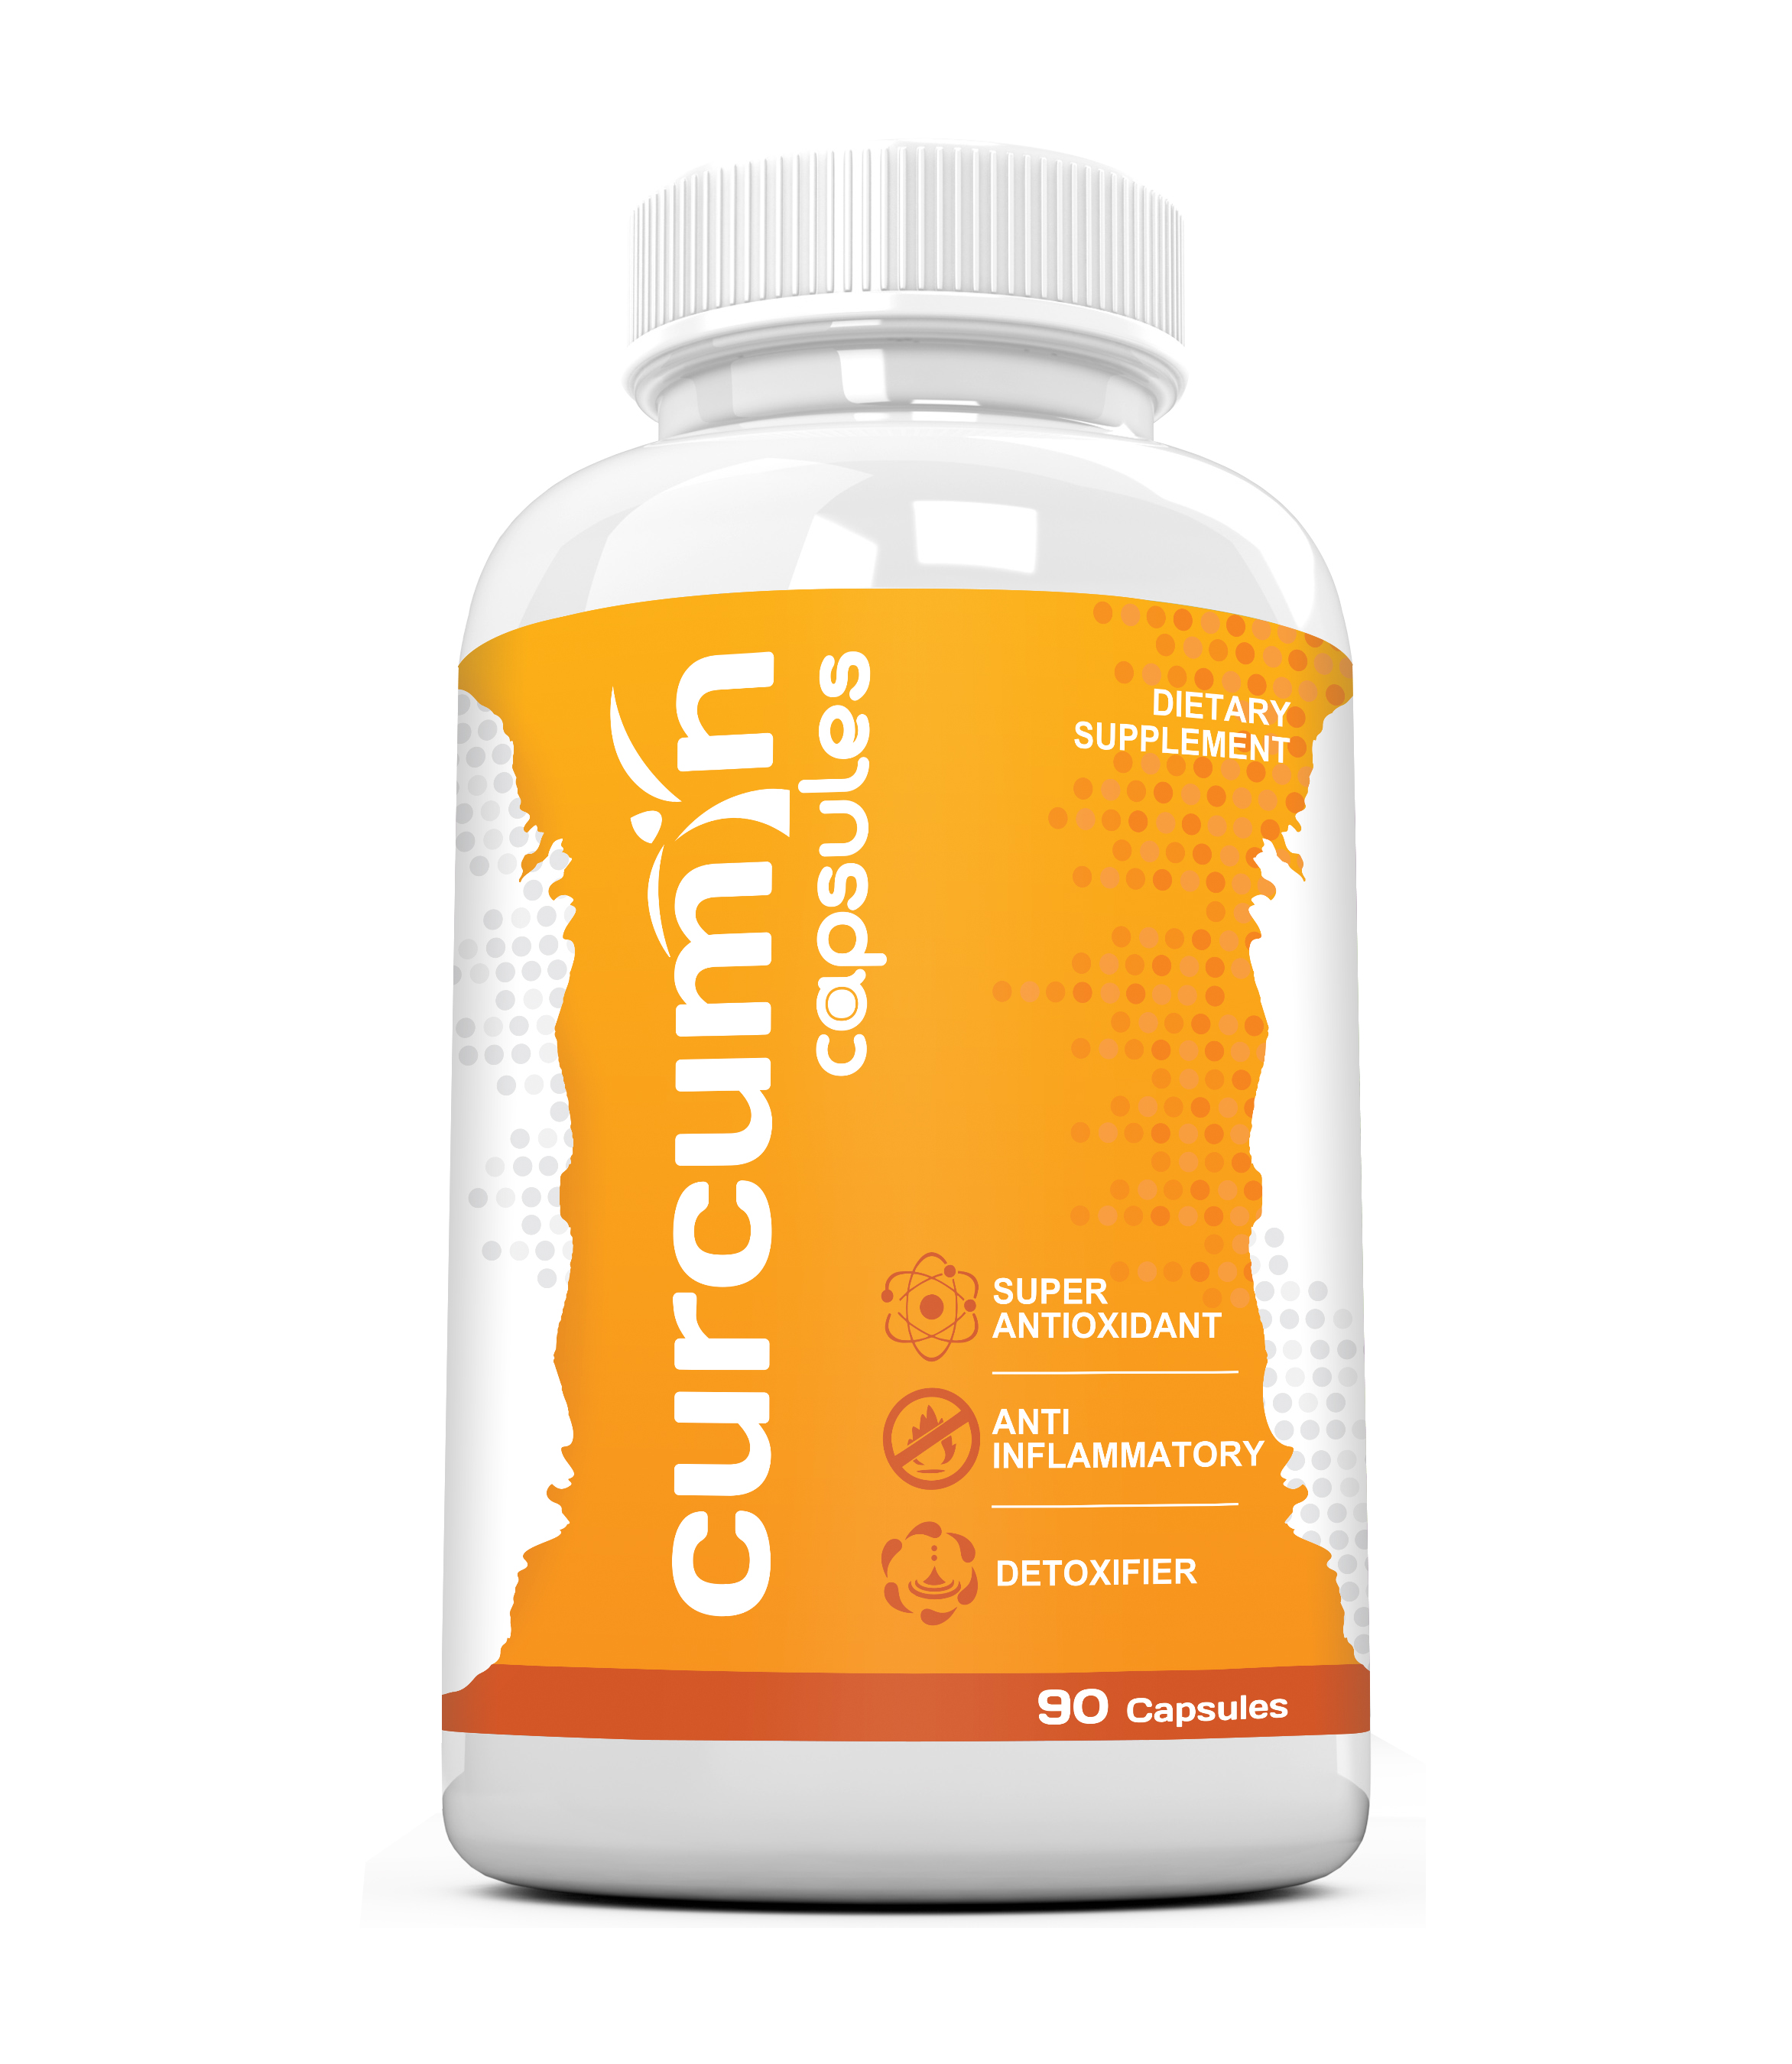 curcumin
capsules
DIETARY
SUPPLEMENT
SUPER
ANTIOXIDANT
ANTI
INFLAMMATORY
DETOXIFIER
90 Capsules